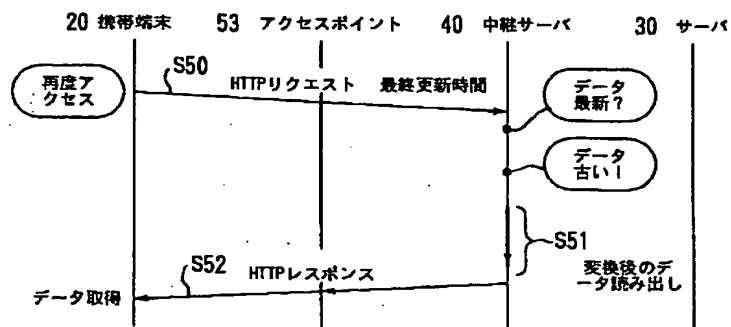 20 携帯端末 53 アクセスポイント 40 中継サーバ 30 サーバ
再度ア
クセス
S50
HTTPリクエスト 最終更新時間
データ
最新?
データ
古い!
S51
変換後のデ
ータ読み出し
S52
HTTPレスポンス
データ取得